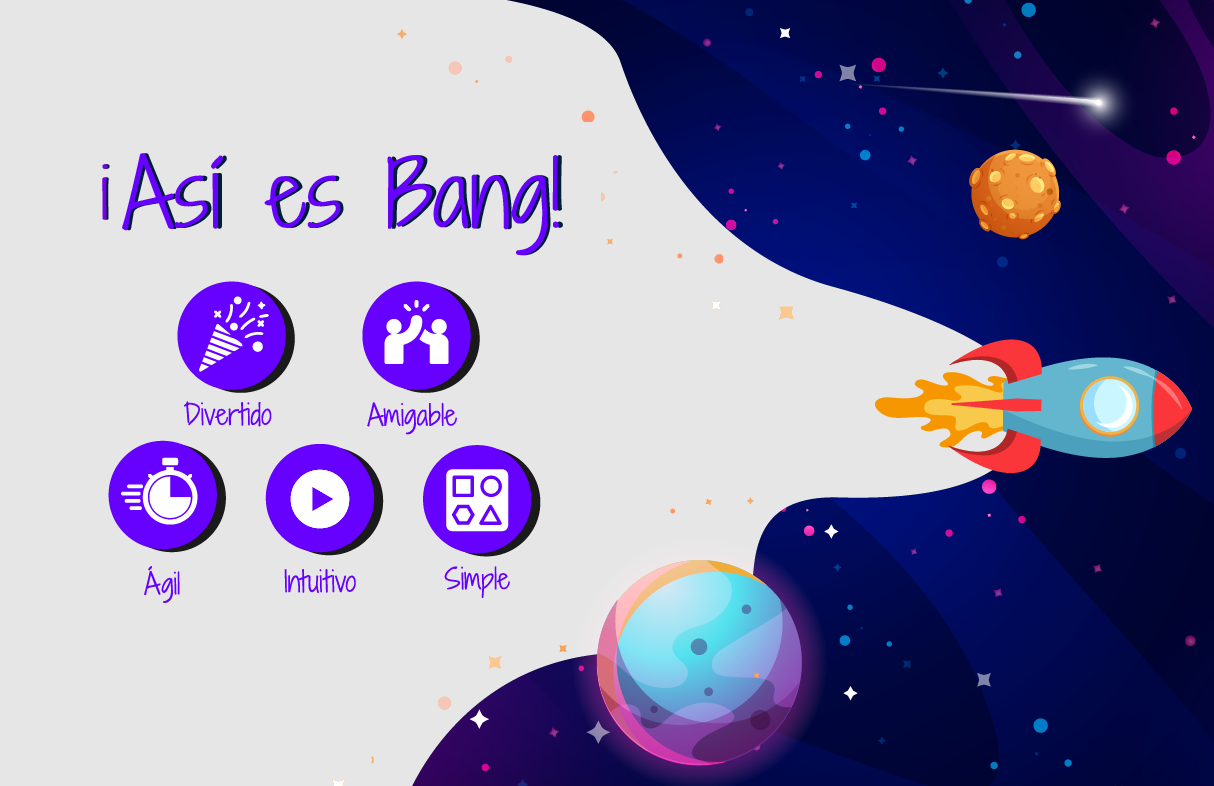 ¡Así es Bang!
Divertido
Amigable
Ágil
Intuitivo
Simple